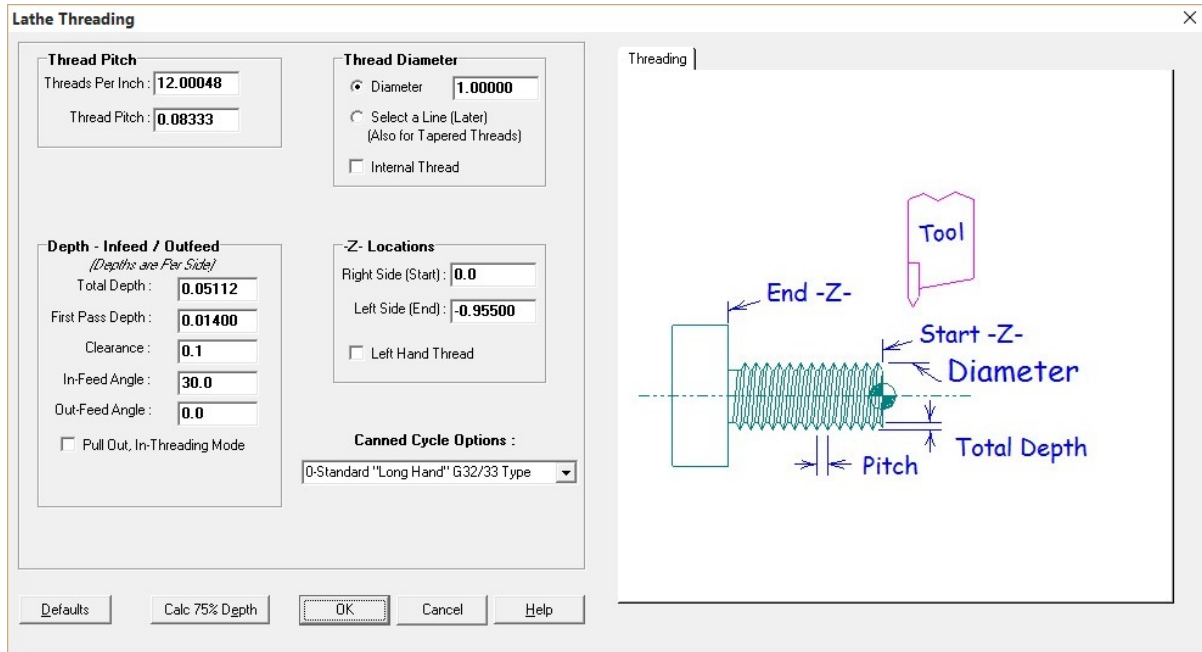 Lathe Threading
Thread Pitch
Threads Per Inch : 12.00048
Thread Pitch : 0.08333
Thread Diameter
Diameter 1.00000
Select a Line (Later)
(Also for Tapered Threads)
Internal Thread
Depth - Infeed / Outfeed
(Depths are Per Side)
Total Depth : 0.05112
First Pass Depth : 0.01400
Clearance : 0.1
In-Feed Angle : 30.0
Out-Feed Angle : 0.0
Pull Out, In-Threading Mode
-Z- Locations
Right Side (Start) : 0.0
Left Side (End) : -0.95500
Left Hand Thread
Canned Cycle Options :
0-Standard "Long Hand" G32/33 Type
Defaults
Calc 75% Depth
OK
Cancel
Help
Threading
Tool
End -Z-
Start -Z-
Diameter
Total Depth
Pitch